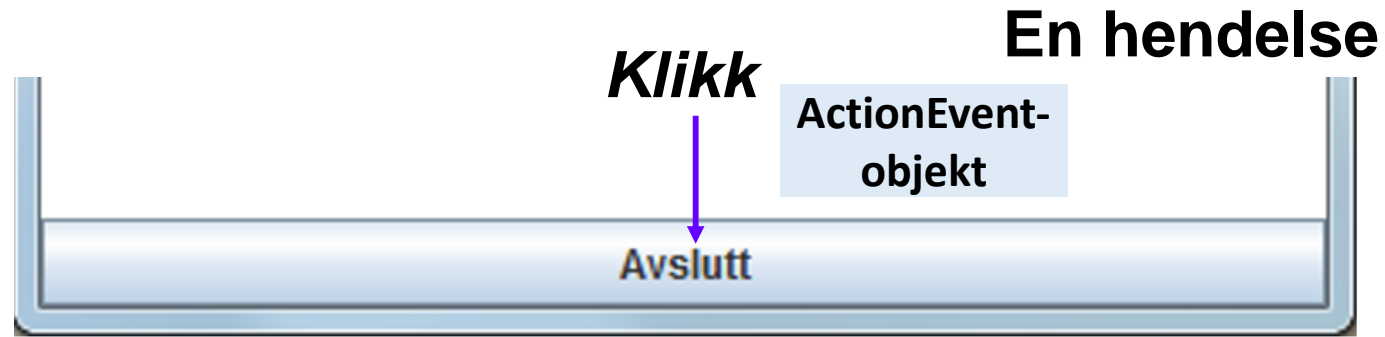 En hendelse
Klikk
ActionEvent-
objekt
Avslutt